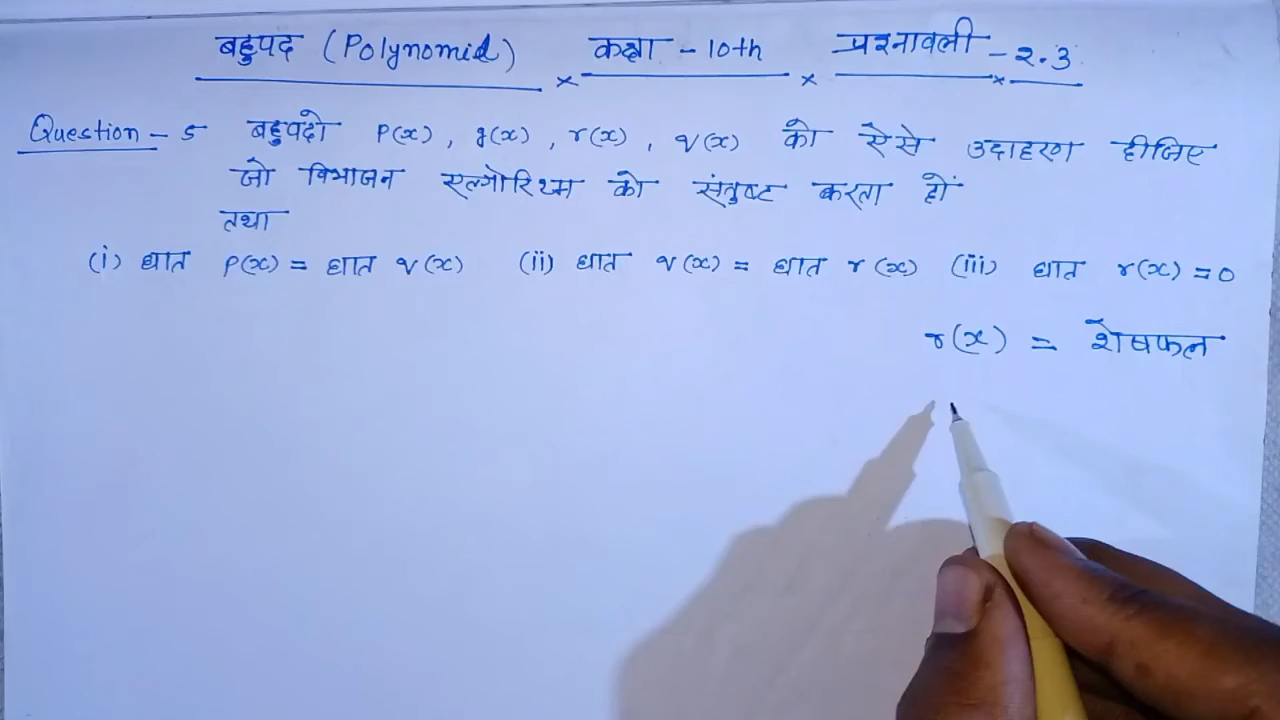 बहुपद (Polynomial) × कक्षा - 10th × प्रश्नावली - २.3
Question - 5 बहुपदो P(x), g(x), r(x), q(x) को ऐसे उदाहरण दीजिए
जो विभाजन एल्गोरिथ्म को संतुष्ट करता हों
तथा
(i) घात p(x) = घात q(x) (ii) घात q(x) = घात r(x) (iii) घात r(x) = 0
r(x) = शेषफल